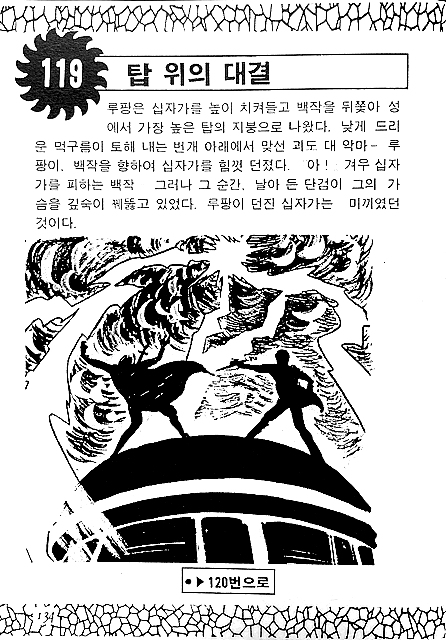 119
탑 위의 대결
루팡은 십자가를 높이 치켜들고 백작을 뒤쫓아 성
에서 가장 높은 탑의 지붕으로 나왔다. 낮게 드리
운 먹구름이 토해 내는 번개 아래에서 맞선 괴도 대 악마- 루
팡이, 백작을 향하여 십자가를 힘껏 던졌다. 아! 겨우 십자
가를 피하는 백작 그러나 그 순간, 날아 든 단검이 그의 가
슴을 깊숙이 꿰뚫고 있었다. 루팡이 던진 십자가는 미끼였던
것이다.
●▶120번으로
134